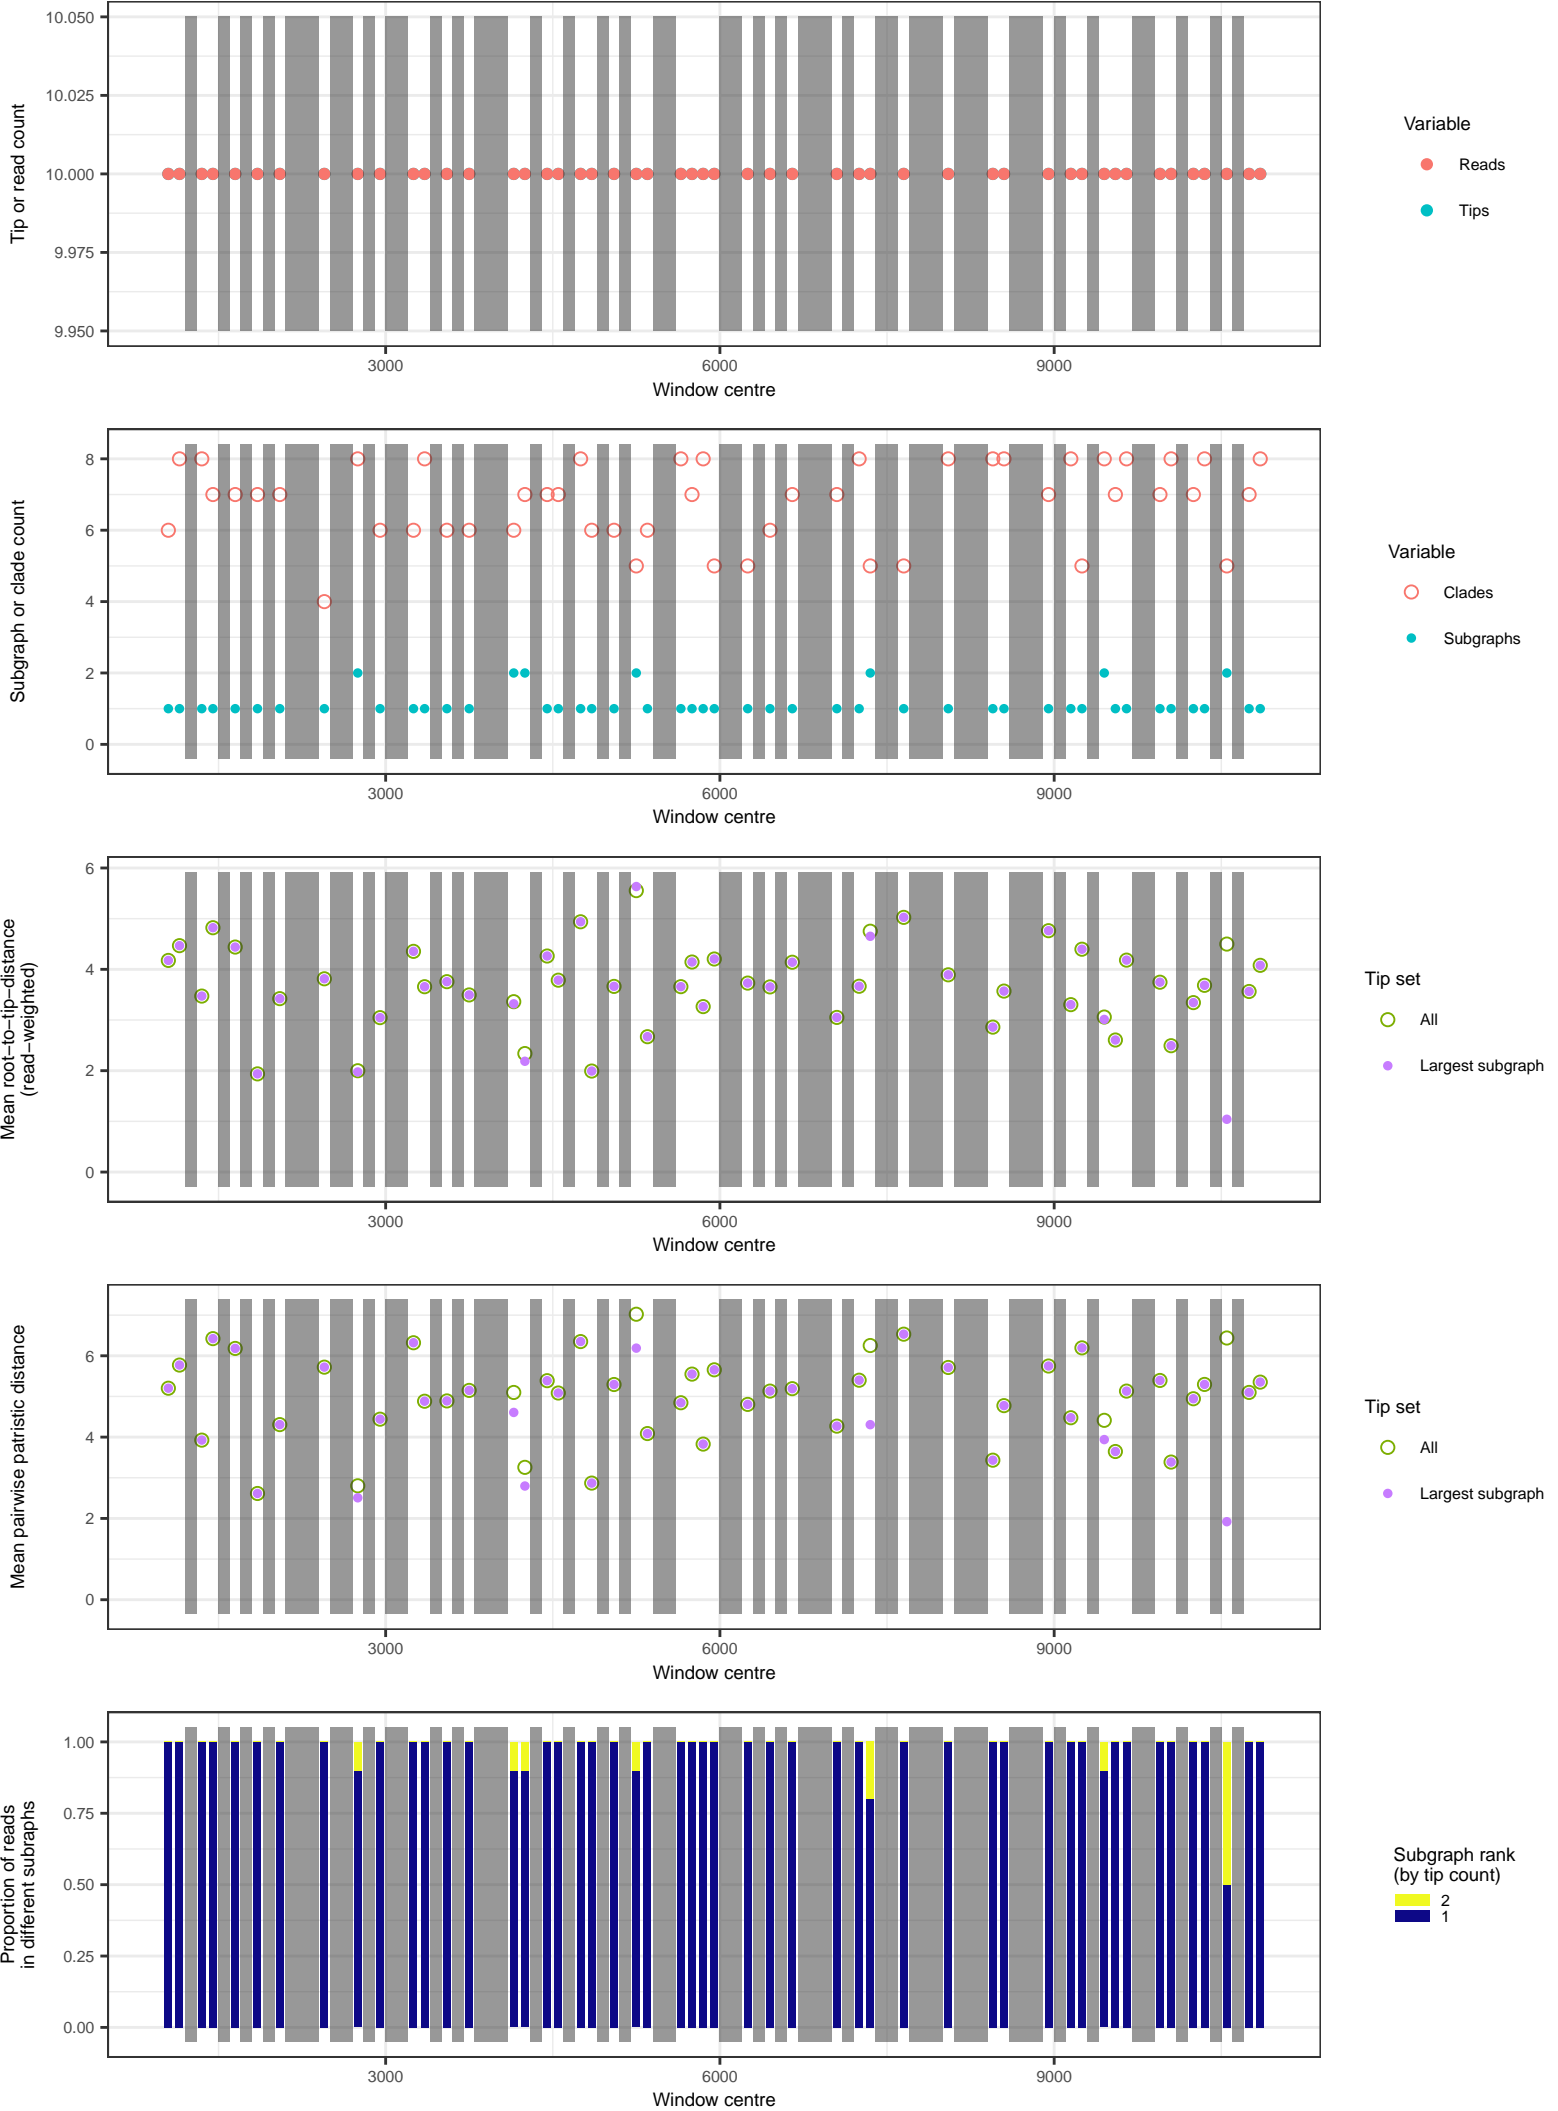 10.050
10.025
10.000
9.975
9.950
Tip or read count
3000 6000 9000
Window centre
Variable
Reads
Tips
8
6
4
2
0
Subgraph or clade count
3000 6000 9000
Window centre
Variable
Clades
Subgraphs
6
4
2
0
Mean root−to−tip−distance
(read−weighted)
3000 6000 9000
Window centre
Tip set
All
Largest subgraph
6
4
2
0
Mean pairwise patristic distance
3000 6000 9000
Window centre
Tip set
All
Largest subgraph
1.00
0.75
0.50
0.25
0.00
Proportion of reads
in different subraphs
3000 6000 9000
Window centre
Subgraph rank
(by tip count)
2
1